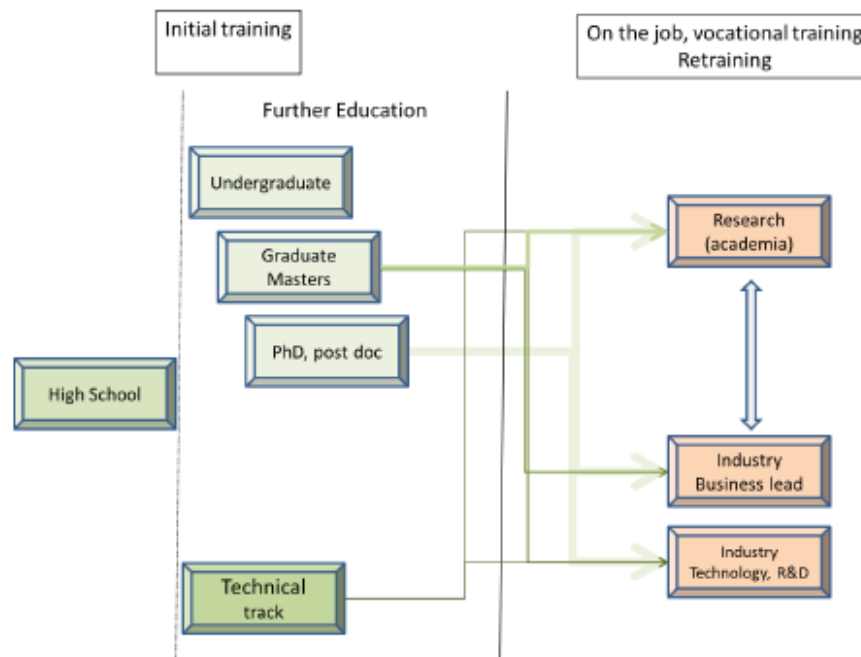 Initial training
On the job, vocational training
Retraining
Further Education
Undergraduate
Graduate
Masters
PhD, post doc
High School
Technical
track
Research
(academia)
Industry
Business lead
Industry
Technology, R&D